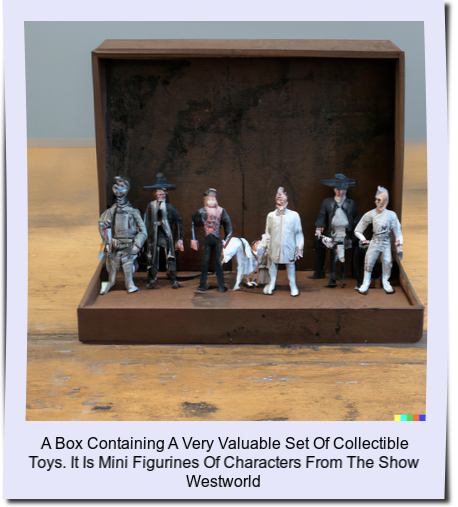 A Box Containing A Very Valuable Set Of Collectible
Toys. It Is Mini Figurines Of Characters From The Show
Westworld